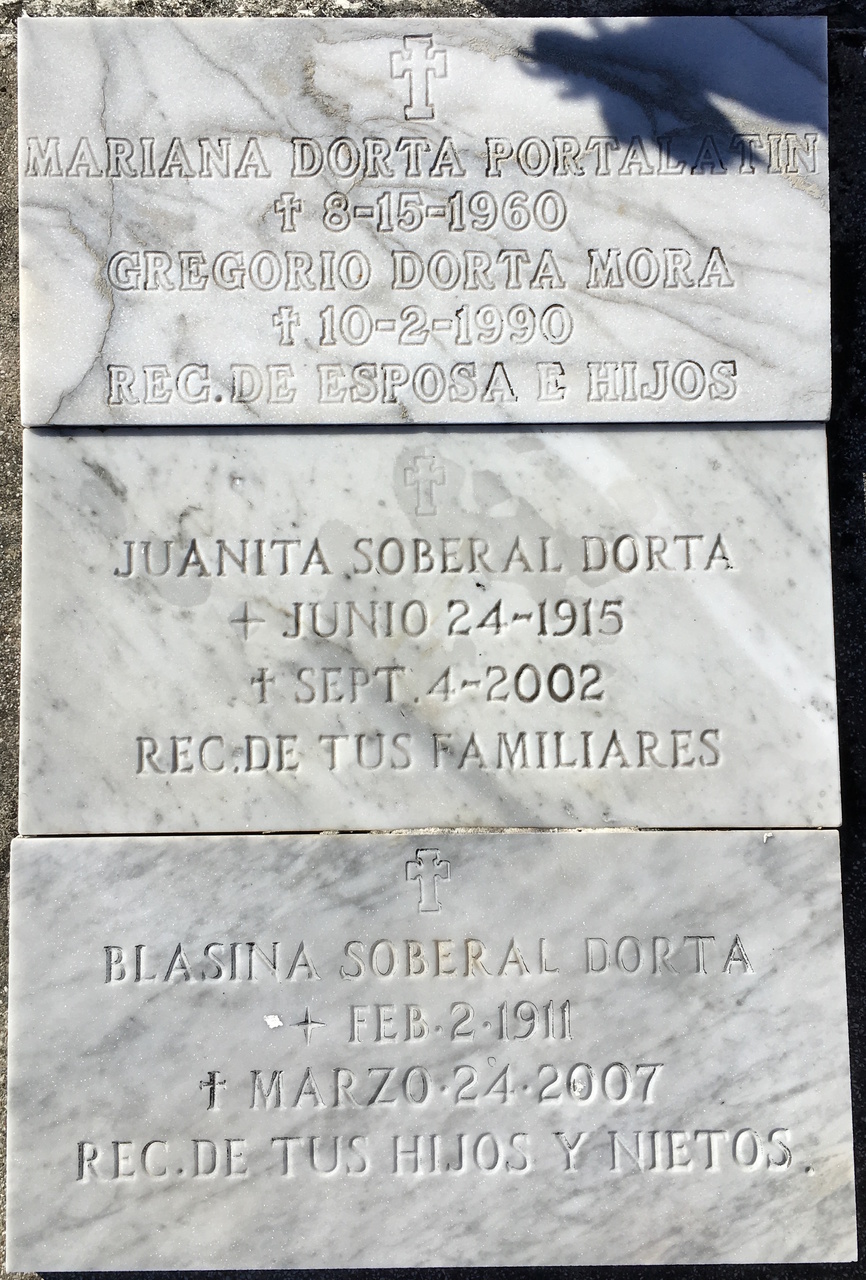 MARIANA DORTA PORTALATIN
✝ 8-15-1960
GREGORIO DORTA MORA
✝ 10-2-1990
REC. DE ESPOSA E HIJOS
JUANITA SOBERAL DORTA
+ JUNIO 24-1915
✝ SEPT. 4-2002
REC. DE TUS FAMILIARES
BLASINA SOBERAL DORTA
+ FEB·2·1911
✝ MARZO·24·2007
REC. DE TUS HIJOS Y NIETOS.